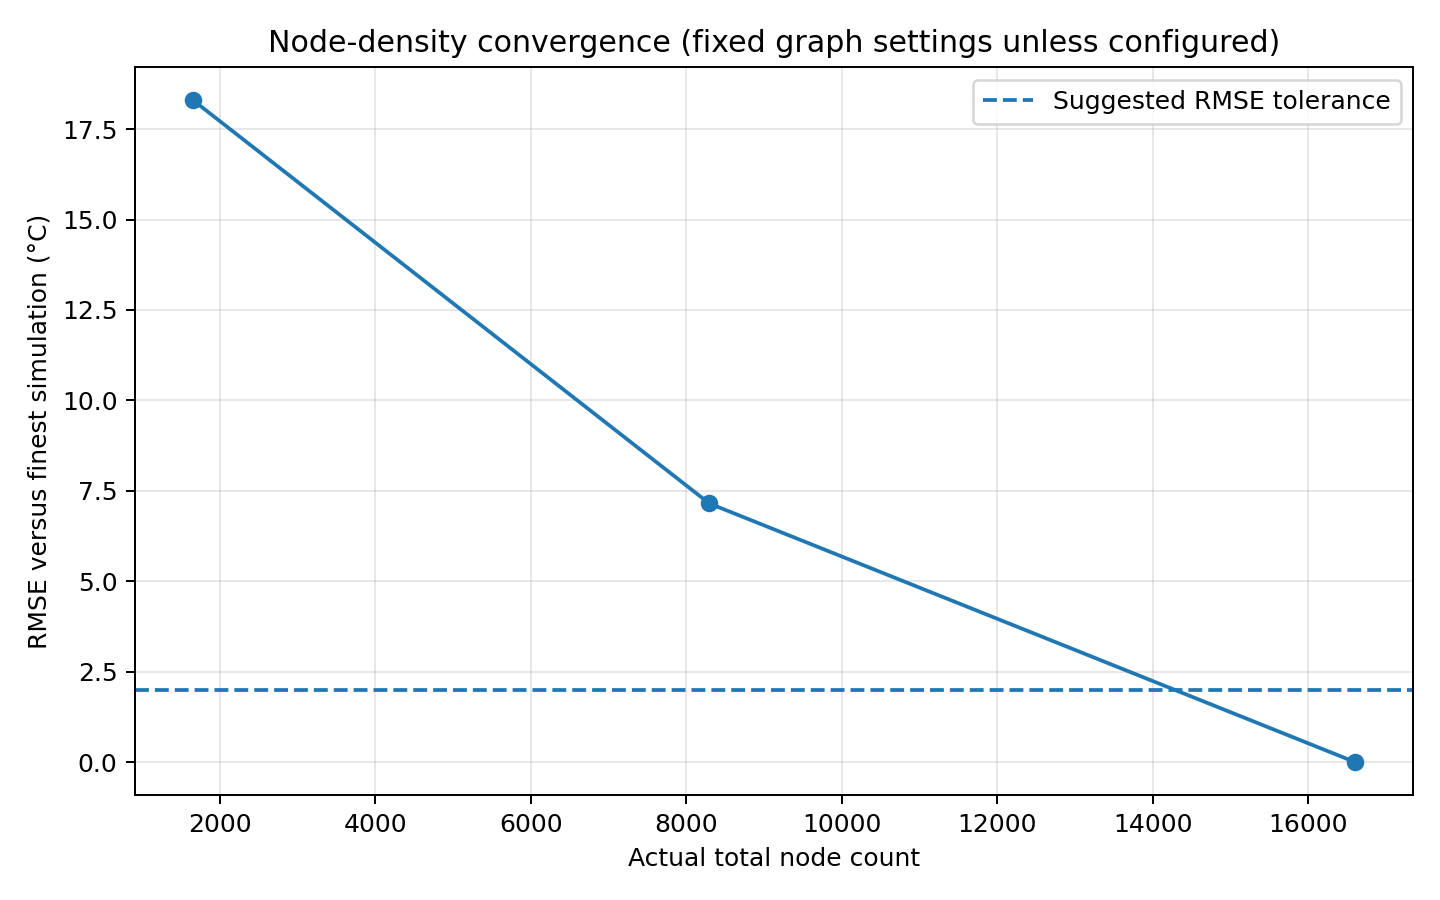 Node-density convergence (fixed graph settings unless configured)
Suggested RMSE tolerance
RMSE versus finest simulation (°C)
17.5
15.0
12.5
10.0
7.5
5.0
2.5
0.0
2000 4000 6000 8000 10000 12000 14000 16000
Actual total node count